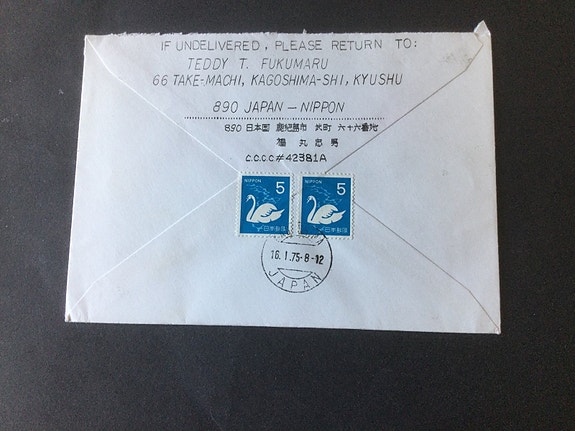 IF UNDELIVERED, PLEASE RETURN TO:
TEDDY T. FUKUMARU
66 TAKE-MACHI, KAGOSHIMA-SHI, KYUSHU
890 JAPAN — NIPPON
890 日本国 鹿児島市 武町 六十六番地
福丸忠男
C.C.C.C#42381A
NIPPON 5
日本郵便
NIPPON 5
日本郵便
16.I.75-8-12
JAPAN